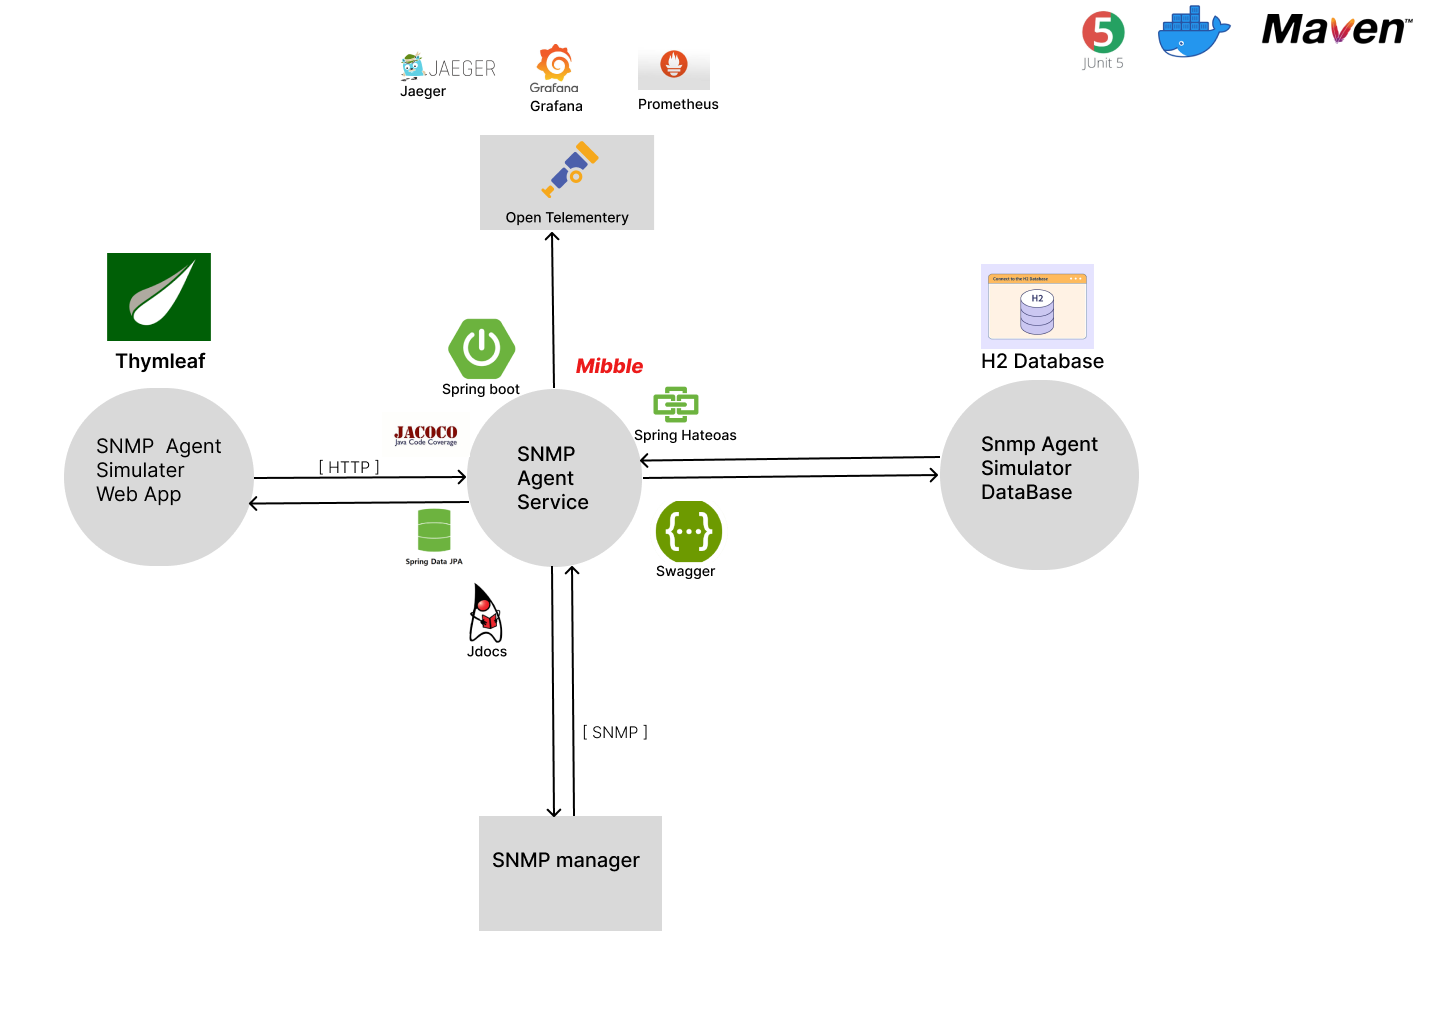 5
JUnit 5
Maven™
JAEGER
Jaeger
Grafana
Grafana
Prometheus
Open Telementery
Thymleaf
Spring boot
Mibble
Connect to the H2 Database
H2
H2 Database
JACOCO
Java Code Coverage
Spring Hateoas
SNMP Agent
Simulater
Web App
[ HTTP ]
SNMP
Agent
Service
Snmp Agent
Simulator
DataBase
{...}
Spring Data JPA
Swagger
Jdocs
[ SNMP ]
SNMP manager